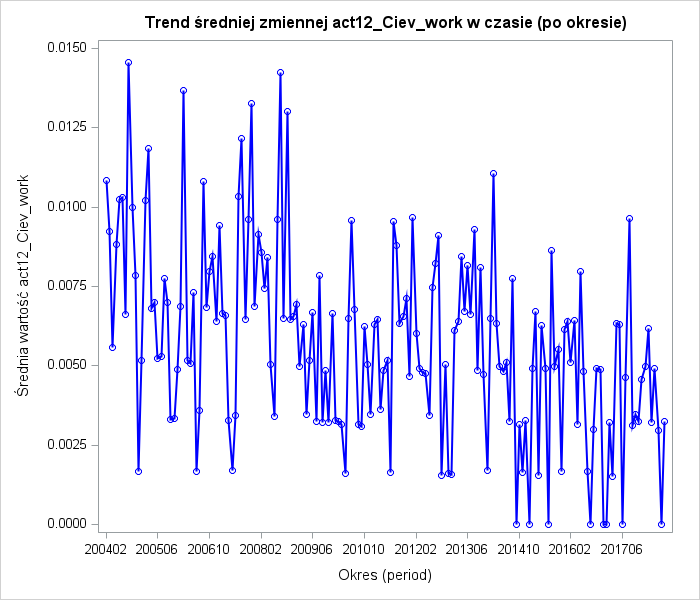 Trend średniej zmiennej act12_Ciev_work w czasie (po okresie)
0.0150
0.0125
0.0100
0.0075
0.0050
0.0025
0.0000
Średnia wartość act12_Ciev_work
200402 200506 200610 200802 200906 201010 201202 201306 201410 201602 201706
Okres (period)